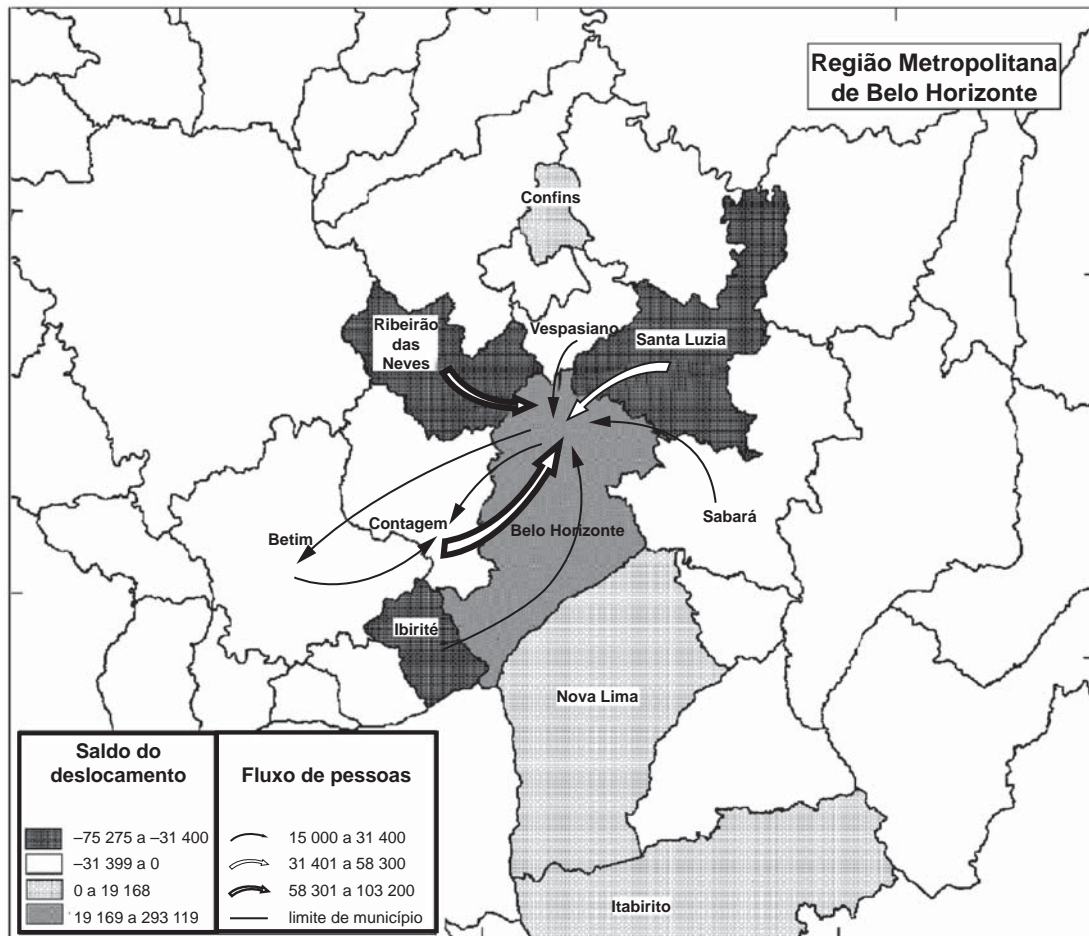 Região Metropolitana
de Belo Horizonte
Confins
Ribeirão
das
Neves
Vespasiano
Santa Luzia
Contagem
Betim
Belo Horizonte
Sabará
Ibirité
Nova Lima
Itabirito
Saldo do
deslocamento
–75 275 a –31 400
–31 399 a 0
0 a 19 168
19 169 a 293 119
Fluxo de pessoas
15 000 a 31 400
31 401 a 58 300
58 301 a 103 200
limite de município